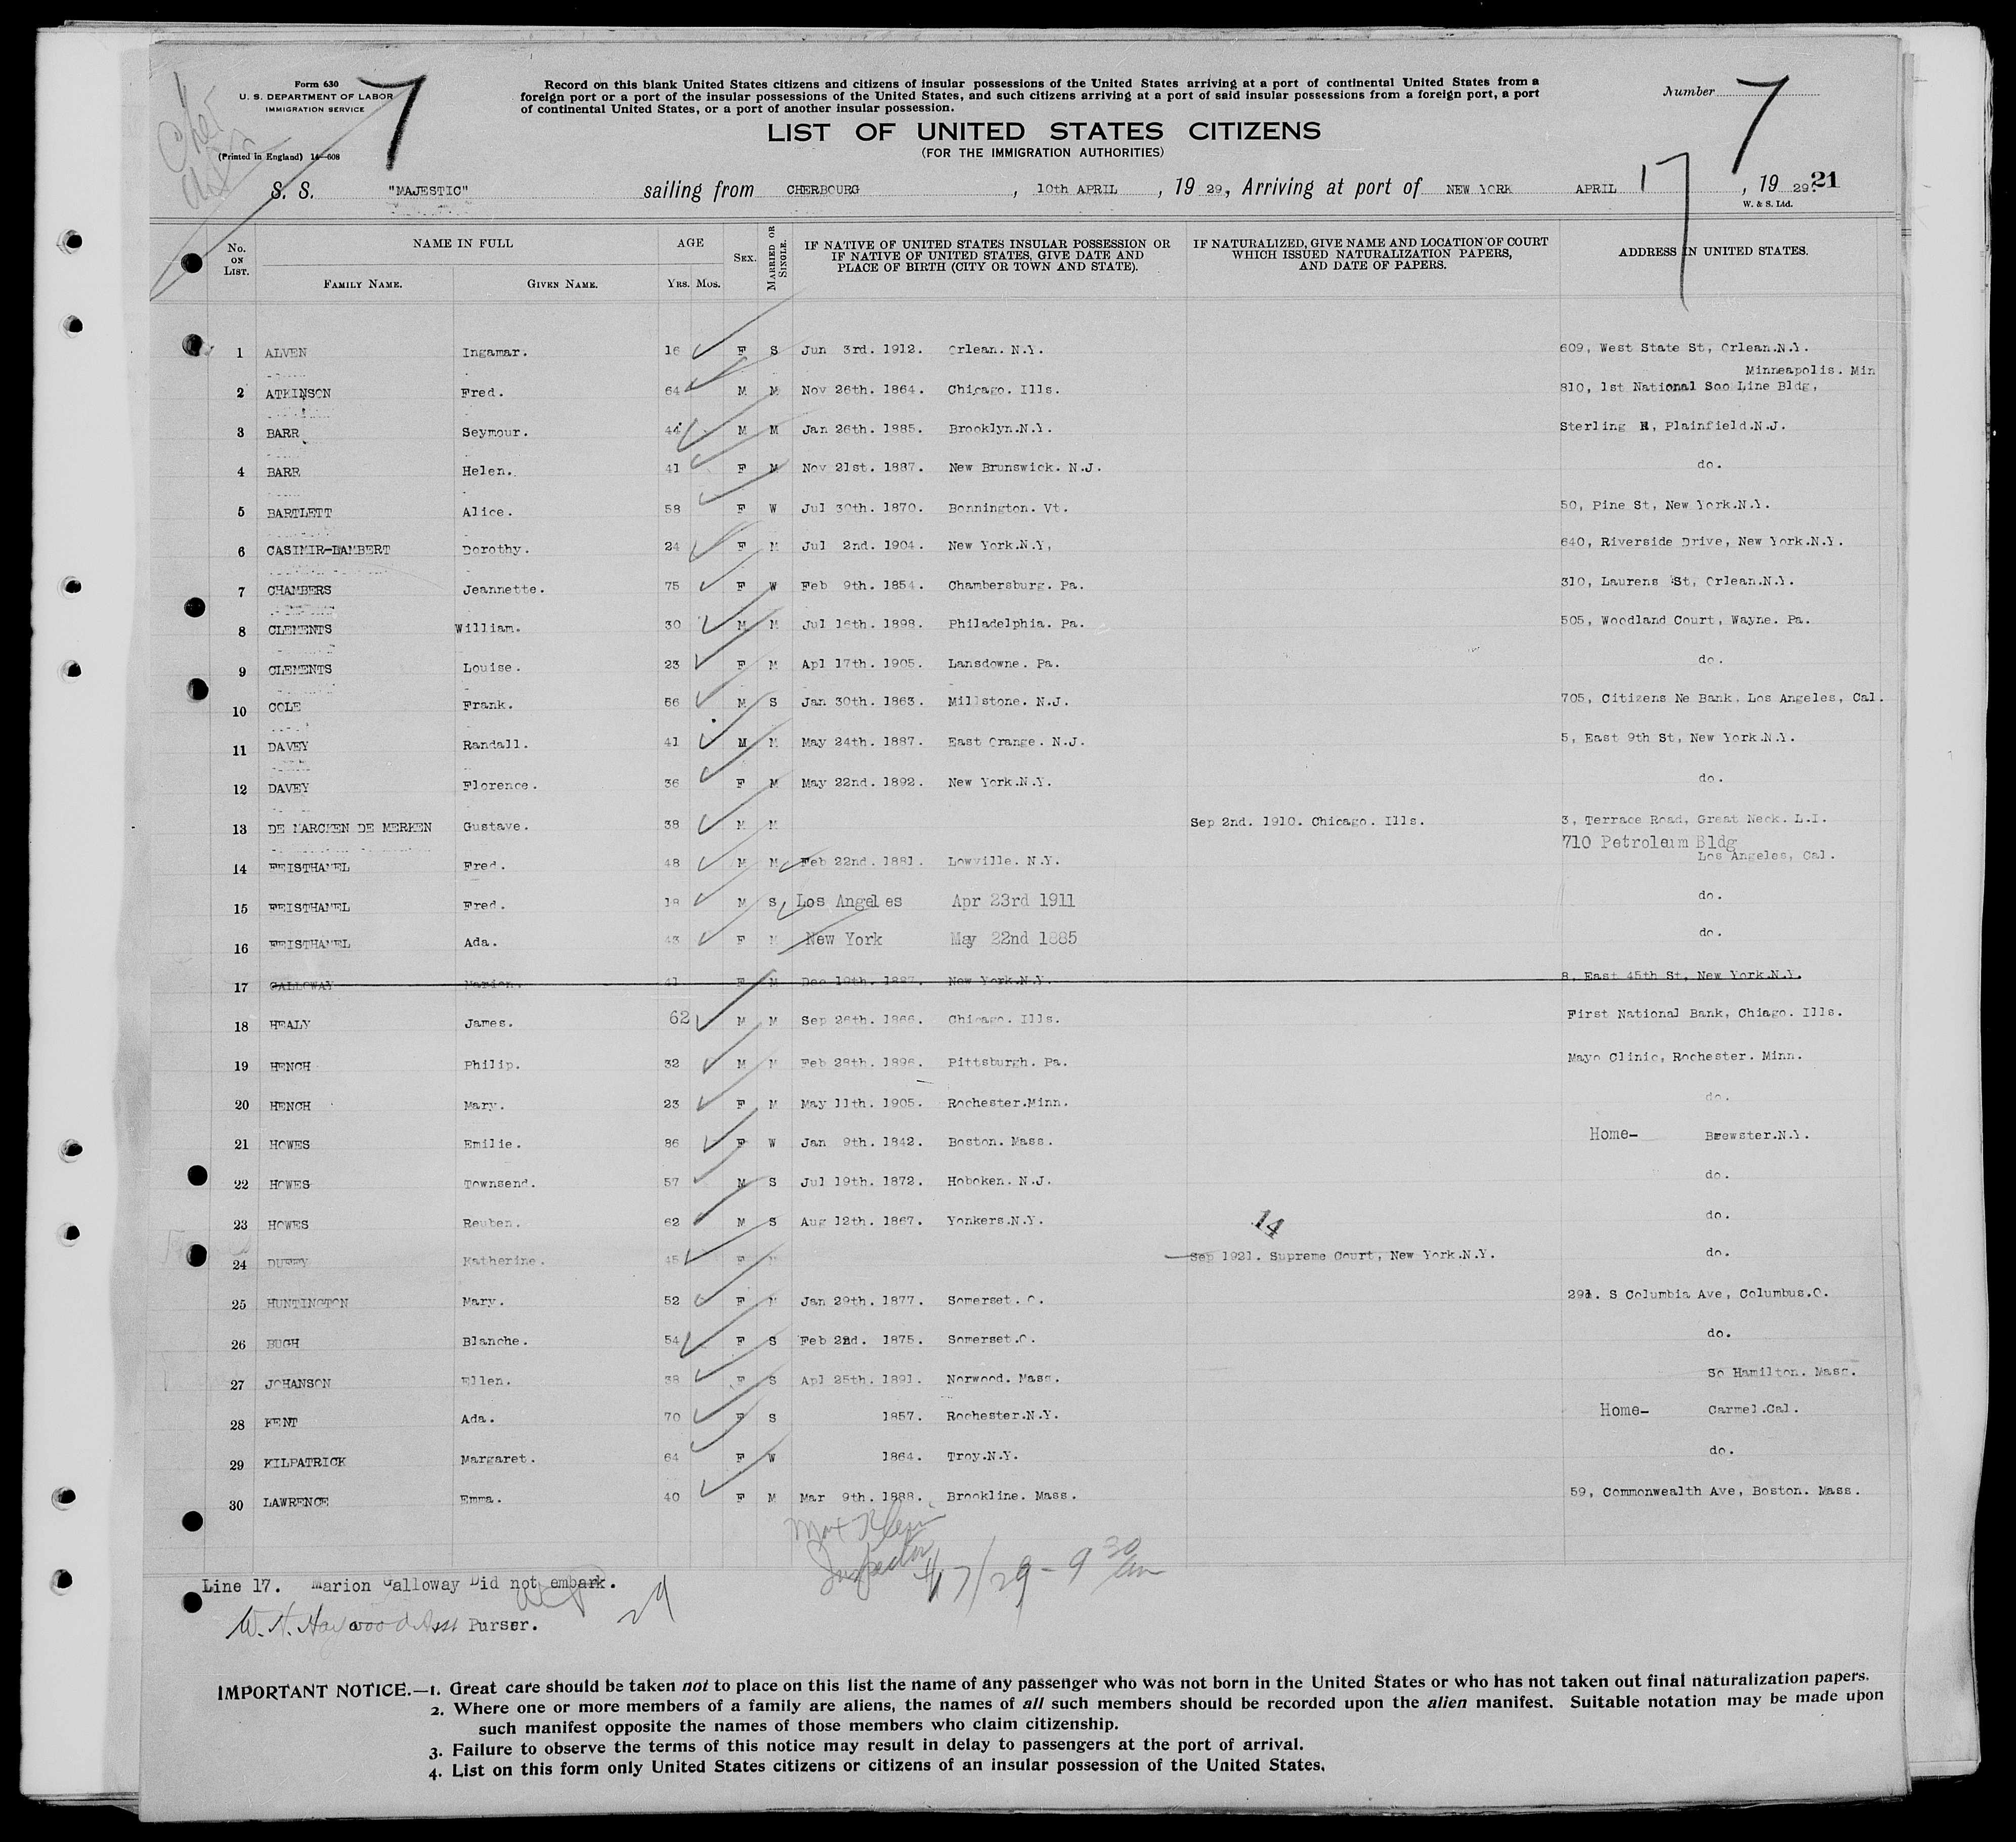 Form 630
U. S. DEPARTMENT OF LABOR
IMMIGRATION SERVICE
(Printed in England) 14—608
7
Record on this blank United States citizens and citizens of insular possessions of the United States arriving at a port of continental United States from a
foreign port or a port of the insular possessions of the United States, and such citizens arriving at a port of said insular possessions from a foreign port, a port
of continental United States, or a port of another insular possession.
Number 7
LIST OF UNITED STATES CITIZENS
(FOR THE IMMIGRATION AUTHORITIES)
S. S. "MAJESTIC" sailing from CHERBOURG, 10th APRIL, 19 29, Arriving at port of NEW YORK APRIL 17, 19 29. 21
W. & S. Ltd.
No. ON LIST. NAME IN FULL FAMILY NAME. GIVEN NAME. AGE YRS. MOS. SEX. MARRIED OR SINGLE. IF NATIVE OF UNITED STATES INSULAR POSSESSION OR IF NATIVE OF UNITED STATES, GIVE DATE AND PLACE OF BIRTH (CITY OR TOWN AND STATE). IF NATURALIZED, GIVE NAME AND LOCATION OF COURT WHICH ISSUED NATURALIZATION PAPERS, AND DATE OF PAPERS. ADDRESS IN UNITED STATES.
1 ALVEN Ingamar. 16 F S Jun 3rd. 1912. Orlean. N.Y. 609, West State St, Orlean.N.Y.
Minneapolis. Min
2 ATKINSON Fred. 64 M M Nov 26th. 1864. Chicago. Ills. 810, 1st National Soo Line Bldg,
3 BARR Seymour. 44 M M Jan 26th. 1885. Brooklyn.N.Y. Sterling R, Plainfield.N.J.
4 BARR Helen. 41 F M Nov 21st. 1887. New Brunswick. N.J. do.
5 BARTLETT Alice. 58 F W Jul 30th. 1870. Bonnington. Vt. 50, Pine St, New York.N.Y.
6 CASIMIR-LAMBERT Dorothy. 24 F M Jul 2nd. 1904. New York.N.Y, 640, Riverside Drive, New York.N.Y.
7 CHAMBERS Jeannette. 75 F W Feb 9th. 1854. Chambersburg. Pa. 310, Laurens St, Orlean.N.Y.
8 CLEMENTS William. 30 M M Jul 16th. 1898. Philadelphia. Pa. 505, Woodland Court, Wayne. Pa.
9 CLEMENTS Louise. 23 F M Apl 17th. 1905. Lansdowne. Pa. do.
10 COLE Frank. 66 M S Jan 30th. 1863. Millstone. N.J. 705, Citizens Ne Bank, Los Angeles, Cal.
11 DAVEY Randall. 41 M M May 24th. 1887. East Orange. N.J. 5, East 9th St, New York.N.Y.
12 DAVEY Florence. 36 F M May 22nd. 1892. New York.N.Y. do.
13 DE MARCKEN DE MERKEN Gustave. 38 M M Sep 2nd. 1910. Chicago. Ills. 3, Terrace Road, Great Neck. L.I.
710 Petroleum Bldg
14 FEISTHAMEL Fred. 48 M M Feb 22nd. 1881. Lowville. N.Y. Los Angeles, Cal.
15 FEISTHAMEL Fred. 18 M S Los Angeles Apr 23rd 1911 do.
16 FEISTHAMEL Ada. 43 F M New York May 22nd 1885 do.
17 GALLOWAY Marion. 41 F M Dec 19th. 1887. New York.N.Y. 8, East 45th St, New York.N.Y.
18 HEALY James. 62 M M Sep 26th. 1866. Chicago. Ills. First National Bank, Chiago. Ills.
19 HENCH Philip. 32 M M Feb 28th. 1896. Pittsburgh. Pa. Mayo Clinic, Rochester. Minn.
20 HENCH Mary. 23 F M May 11th. 1905. Rochester.Minn. do.
21 HOWES Emilie. 86 F W Jan 9th. 1842. Boston. Mass. Home- Brewster.N.Y.
22 HOWES Townsend. 57 M S Jul 19th. 1872. Hoboken. N.J. do.
23 HOWES Reuben. 62 M S Aug 12th. 1867. Yonkers.N.Y. do.
14
24 DUFFY Katherine. 45 F M Sep 1921. Supreme Court, New York.N.Y. do.
25 HUNTINGTON Mary. 52 F M Jan 29th. 1877. Somerset. O. 291. S Columbia Ave, Columbus.O.
26 BUGH Blanche. 54 F S Feb 22d. 1875. Somerset.O. do.
27 JOHANSON Ellen. 38 F S Apl 25th. 1891. Norwood. Mass. So Hamilton. Mass.
28 KENT Ada. 70 F S 1857. Rochester.N.Y. Home- Carmel.Cal.
29 KILPATRICK Margaret. 64 F W 1864. Troy.N.Y. do.
30 LAWRENCE Emma. 40 F M Mar 9th. 1888. Brookline. Mass. 59, Commonwealth Ave, Boston. Mass.
Max Klein
Inspector 4/17/29 - 9 30 am
Line 17. Marion Galloway Did not embark.
29
W. H. Haywood Asst Purser.
IMPORTANT NOTICE.—1. Great care should be taken not to place on this list the name of any passenger who was not born in the United States or who has not taken out final naturalization papers.
2. Where one or more members of a family are aliens, the names of all such members should be recorded upon the alien manifest. Suitable notation may be made upon
such manifest opposite the names of those members who claim citizenship.
3. Failure to observe the terms of this notice may result in delay to passengers at the port of arrival.
4. List on this form only United States citizens or citizens of an insular possession of the United States.